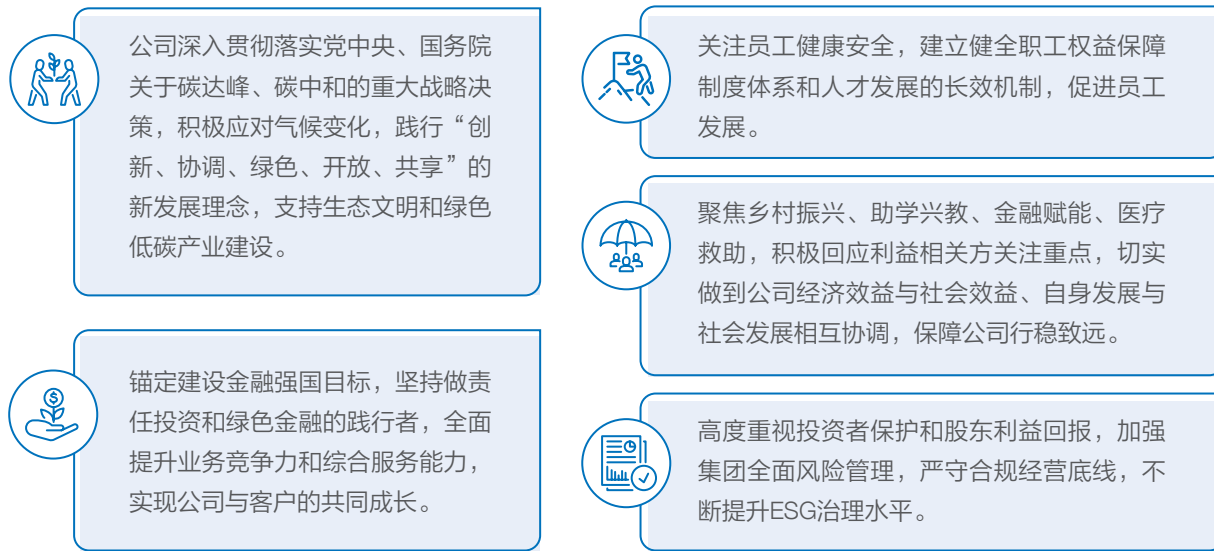 公司深入贯彻落实党中央、国务院
关于碳达峰、碳中和的重大战略决
策，积极应对气候变化，践行“创
新、协调、绿色、开放、共享”的
新发展理念，支持生态文明和绿色
低碳产业建设。
锚定建设金融强国目标，坚持做责
任投资和绿色金融的践行者，全面
提升业务竞争力和综合服务能力，
实现公司与客户的共同成长。
关注员工健康安全，建立健全职工权益保障
制度体系和人才发展的长效机制，促进员工
发展。
聚焦乡村振兴、助学兴教、金融赋能、医疗
救助，积极回应利益相关方关注重点，切实
做到公司经济效益与社会效益、自身发展与
社会发展相互协调，保障公司行稳致远。
高度重视投资者保护和股东利益回报，加强
集团全面风险管理，严守合规经营底线，不
断提升ESG治理水平。